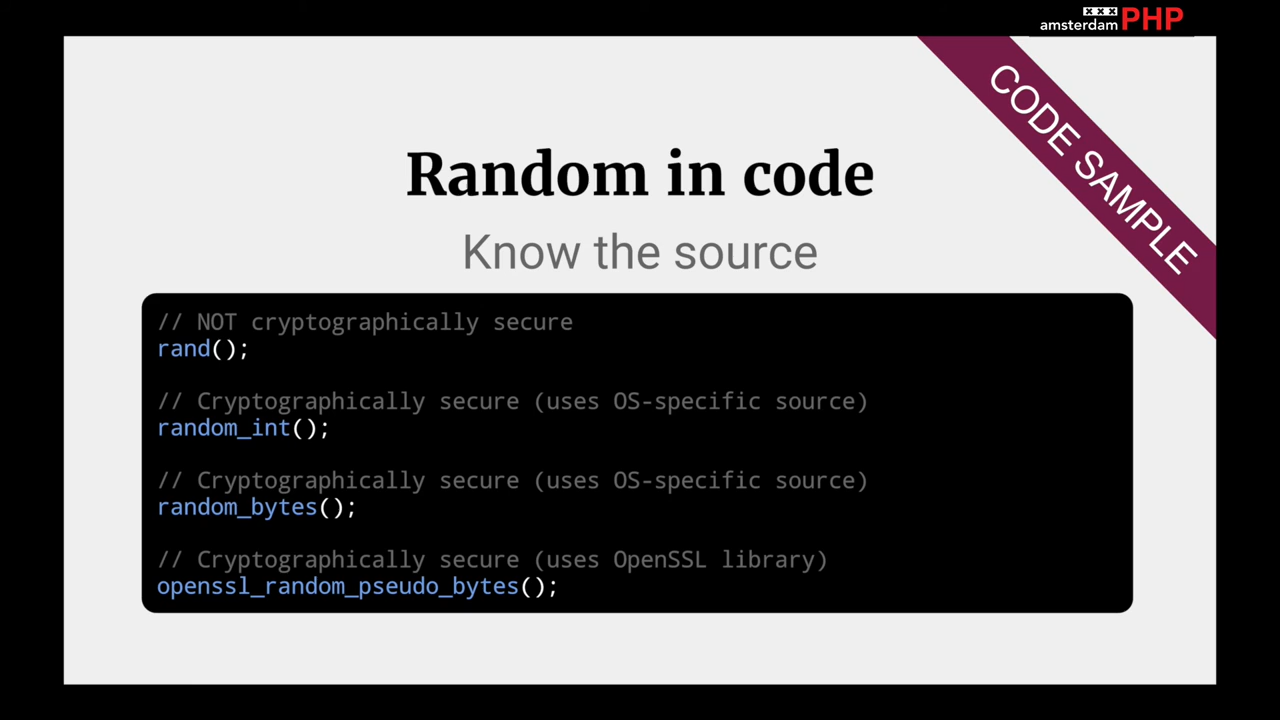 xxx
amsterdamPHP
CODE SAMPLE
Random in code
Know the source
// NOT cryptographically secure
rand();
// Cryptographically secure (uses OS-specific source)
random_int();
// Cryptographically secure (uses OS-specific source)
random_bytes();
// Cryptographically secure (uses OpenSSL library)
openssl_random_pseudo_bytes();